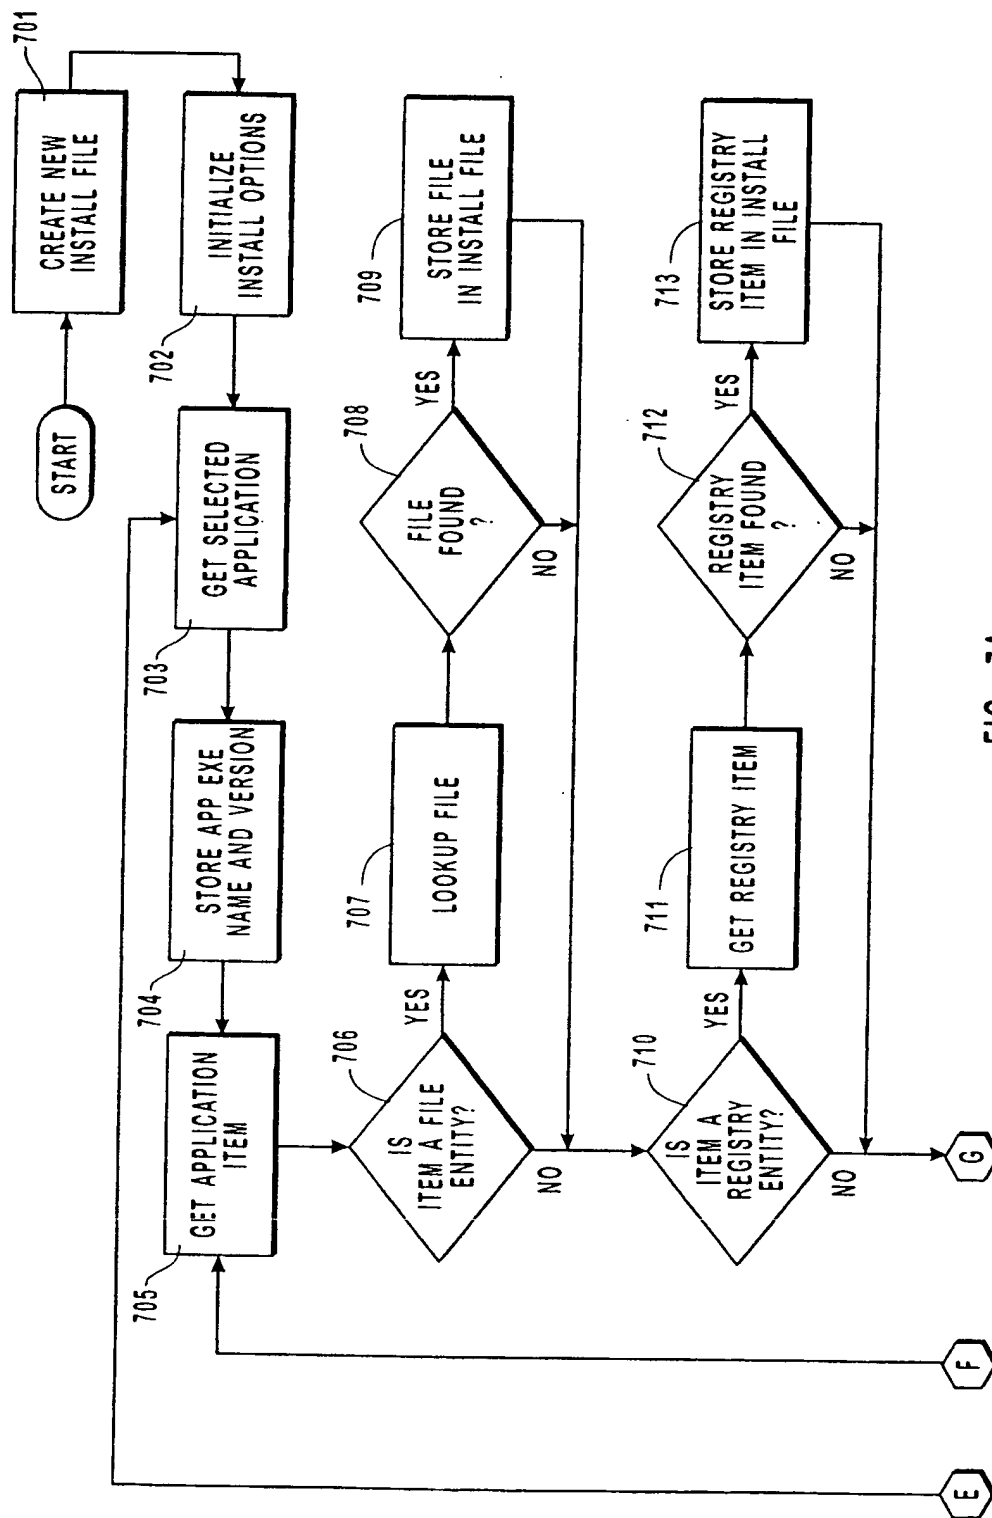 START
701
CREATE NEW
INSTALL FILE
702
INITIALIZE
INSTALL OPTIONS
703
GET SELECTED
APPLICATION
704
STORE APP EXE
NAME AND VERSION
705
GET APPLICATION
ITEM
706
IS
ITEM A FILE
ENTITY?
YES
NO
707
LOOKUP FILE
708
FILE
FOUND
?
YES
NO
709
STORE FILE
IN INSTALL FILE
710
IS
ITEM A
REGISTRY
ENTITY?
YES
NO
711
GET REGISTRY ITEM
712
REGISTRY
ITEM FOUND
?
YES
NO
713
STORE REGISTRY
ITEM IN INSTALL
FILE
E
F
G